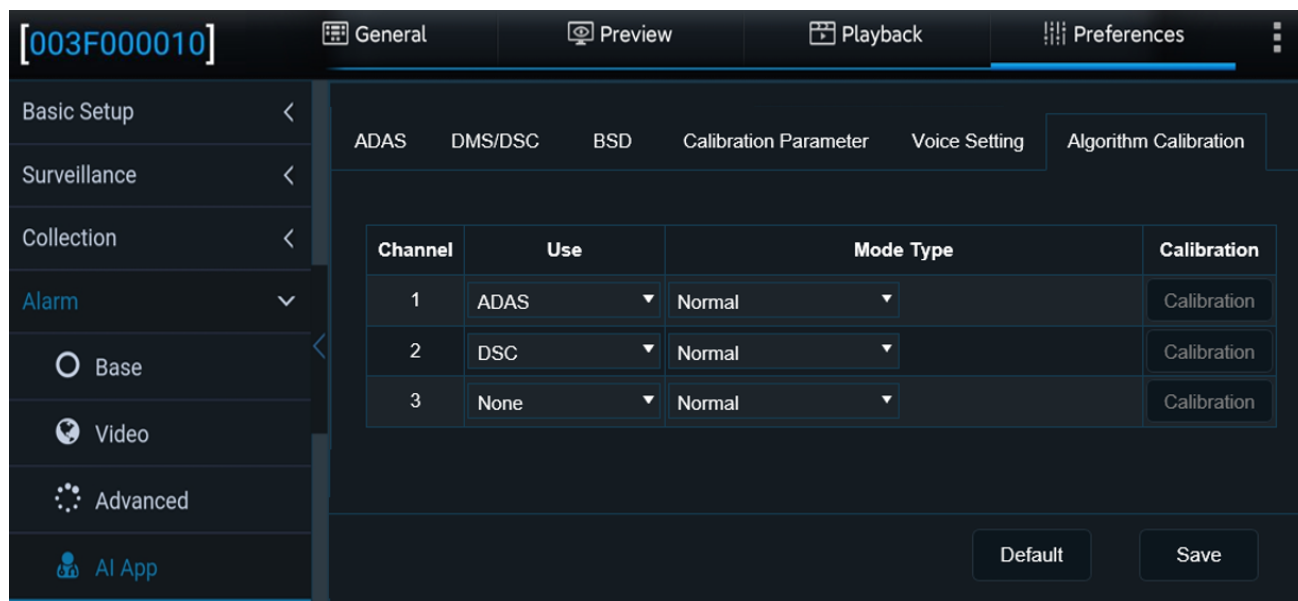 [003F000010]
General Preview Playback Preferences
Basic Setup
Surveillance
Collection
Alarm
Base
Video
Advanced
AI App
ADAS DMS/DSC BSD Calibration Parameter Voice Setting Algorithm Calibration
Channel Use Mode Type Calibration
1 ADAS Normal Calibration
2 DSC Normal Calibration
3 None Normal Calibration
Default Save